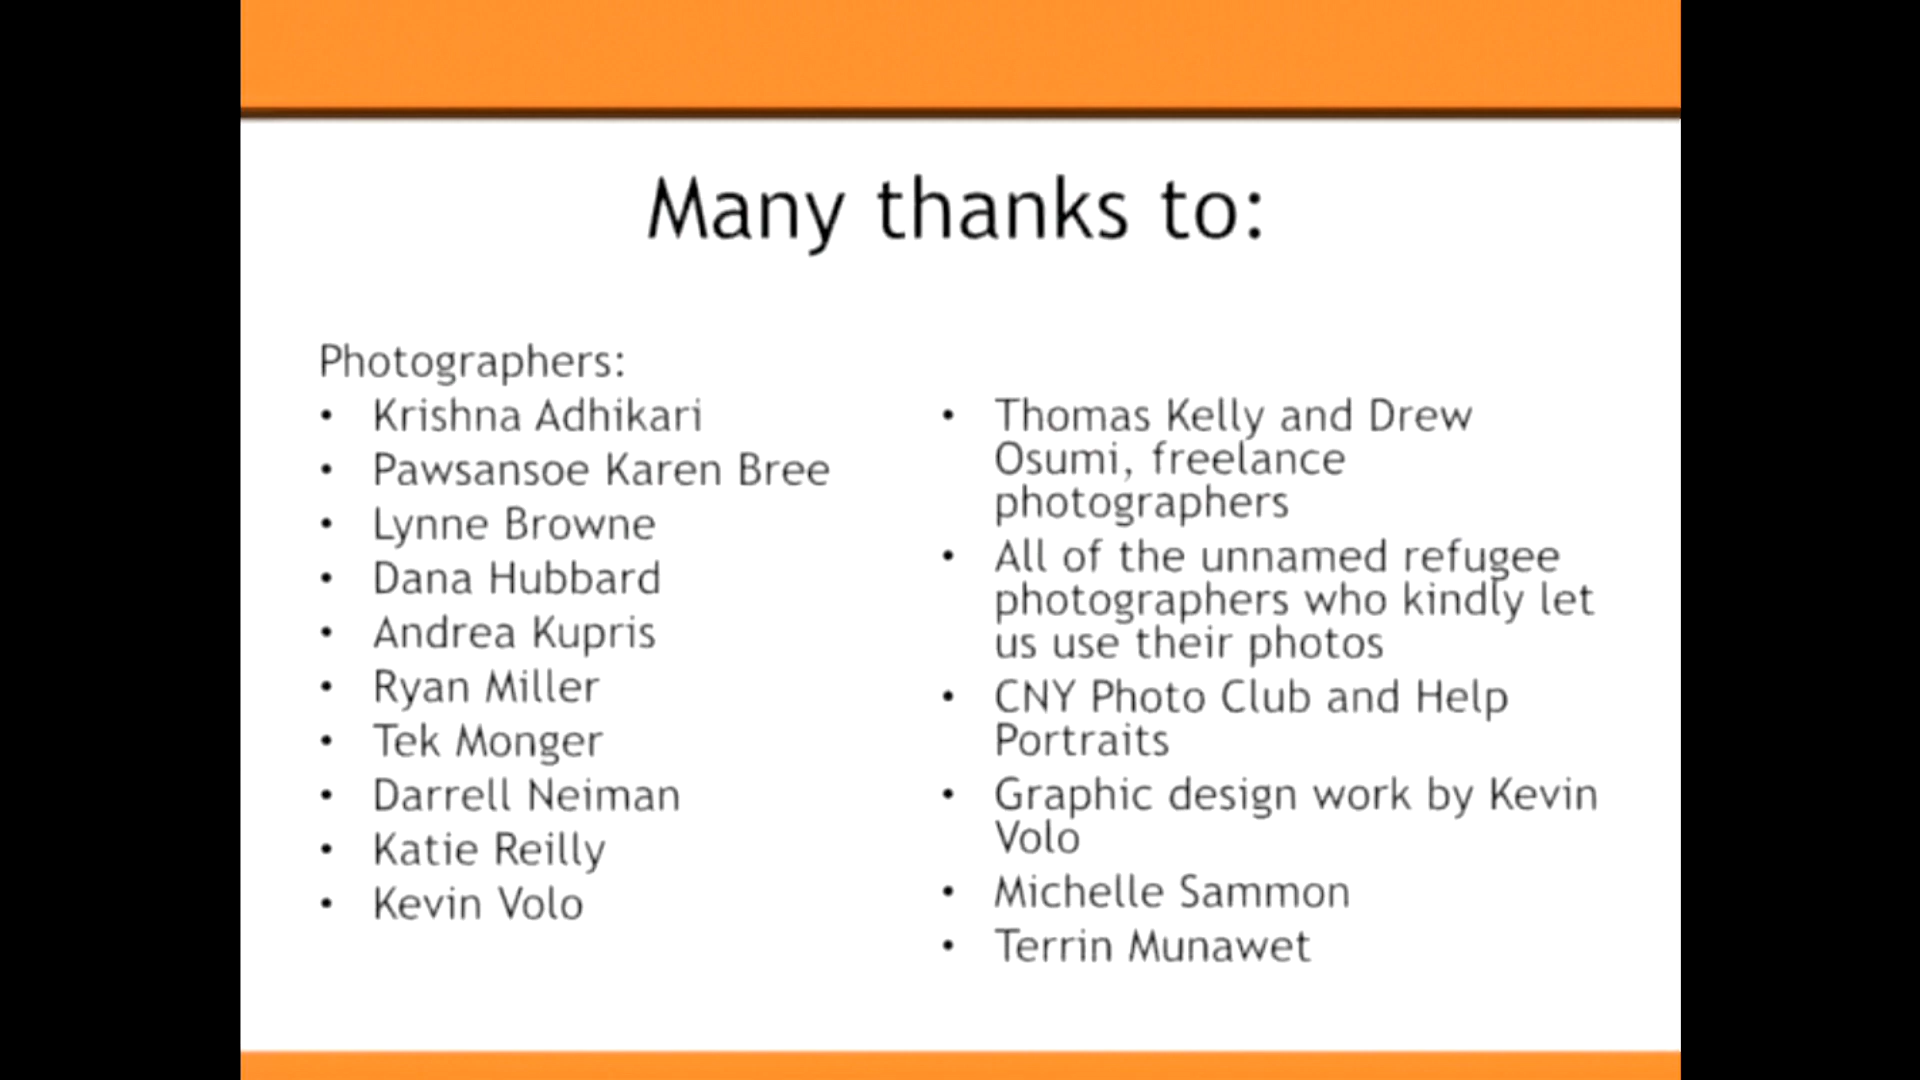 Many thanks to:
Photographers:
• Krishna Adhikari
• Pawsansoe Karen Bree
• Lynne Browne
• Dana Hubbard
• Andrea Kupris
• Ryan Miller
• Tek Monger
• Darrell Neiman
• Katie Reilly
• Kevin Volo
• Thomas Kelly and Drew
Osumi, freelance
photographers
• All of the unnamed refugee
photographers who kindly let
us use their photos
• CNY Photo Club and Help
Portraits
• Graphic design work by Kevin
Volo
• Michelle Sammon
• Terrin Munawet